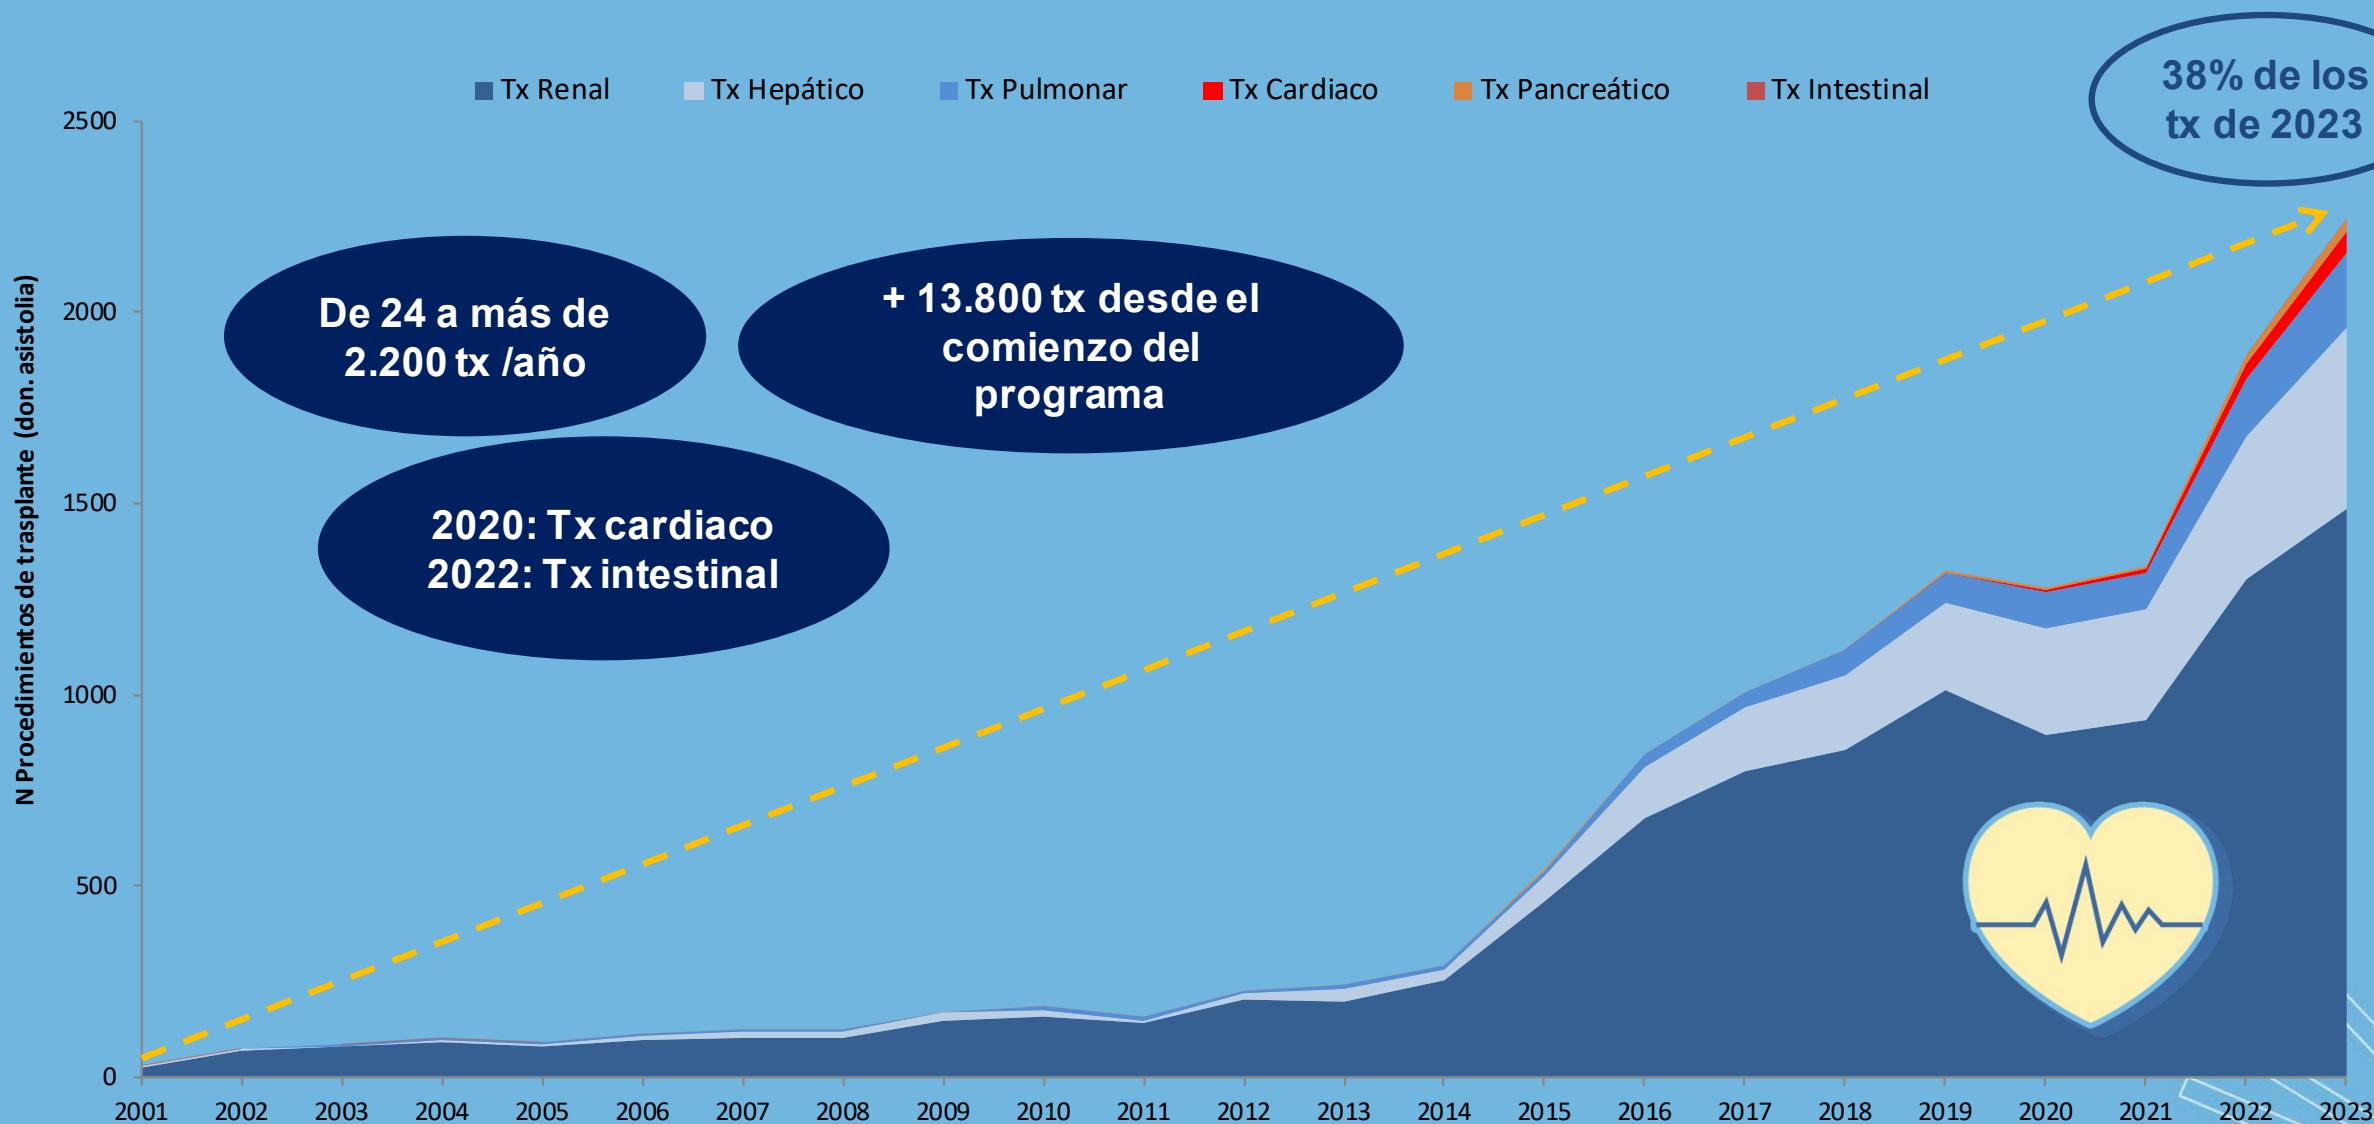 38% de los
tx de 2023
Tx Renal
Tx Hepático
Tx Pulmonar
Tx Cardiaco
Tx Pancreático
Tx Intestinal
N Procedimientos de trasplante (don. asistolia)
2500
2000
1500
1000
500
0
De 24 a más de
2.200 tx /año
+ 13.800 tx desde el
comienzo del
programa
2020: Tx cardiaco
2022: Tx intestinal
2001 2002 2003 2004 2005 2006 2007 2008 2009 2010 2011 2012 2013 2014 2015 2016 2017 2018 2019 2020 2021 2022 2023